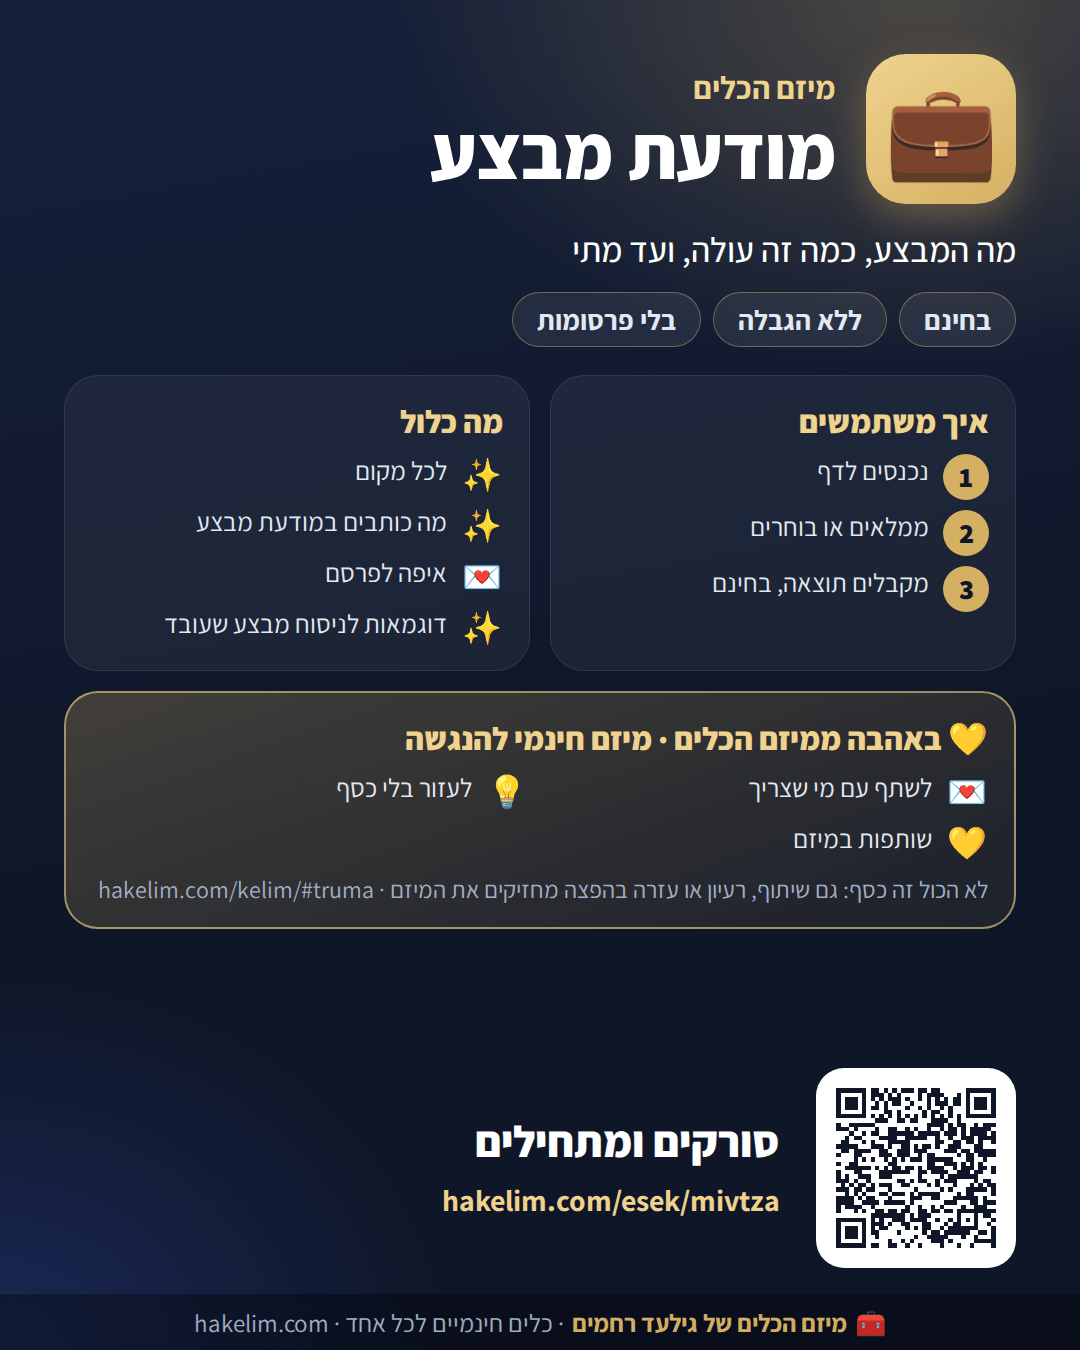 מיזם הכלים
מודעת מבצע
מה המבצע, כמה זה עולה, ועד מתי
בחינם
ללא הגבלה
בלי פרסומות
איך משתמשים
1 נכנסים לדף
2 ממלאים או בוחרים
3 מקבלים תוצאה, בחינם
מה כלול
לכל מקום
מה כותבים במודעת מבצע
איפה לפרסם
דוגמאות לניסוח מבצע שעובד
באהבה ממיזם הכלים · מיזם חינמי להנגשה
לשתף עם מי שצריך
לעזור בלי כסף
שותפות במיזם
לא הכול זה כסף: גם שיתוף, רעיון או עזרה בהפצה מחזיקים את המיזם · hakelim.com/kelim/#truma
סורקים ומתחילים
hakelim.com/esek/mivtza
מיזם הכלים של גילעד רחמים · כלים חינמיים לכל אחד · hakelim.com